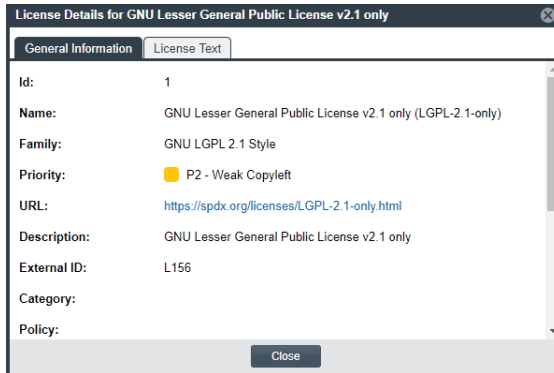 License Details for GNU Lesser General Public License v2.1 only
General Information License Text
Id: 1
Name: GNU Lesser General Public License v2.1 only (LGPL-2.1-only)
Family: GNU LGPL 2.1 Style
Priority: P2 - Weak Copyleft
URL: https://spdx.org/licenses/LGPL-2.1-only.html
Description: GNU Lesser General Public License v2.1 only
External ID: L156
Category:
Policy:
Close